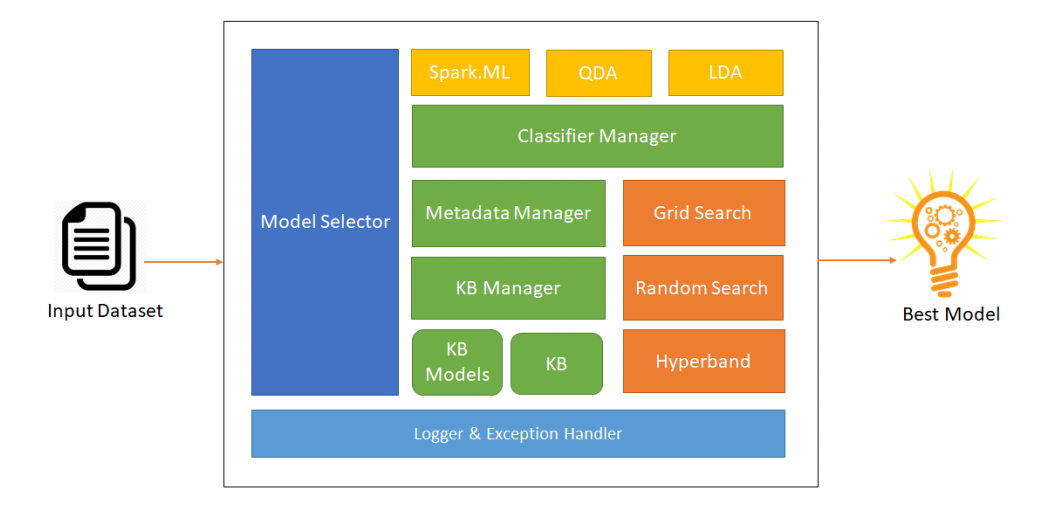 Spark.ML
QDA
LDA
Classifier Manager
Model Selector
Metadata Manager
Grid Search
KB Manager
Random Search
KB
Models
KB
Hyperband
Logger & Exception Handler
Input Dataset
Best Model